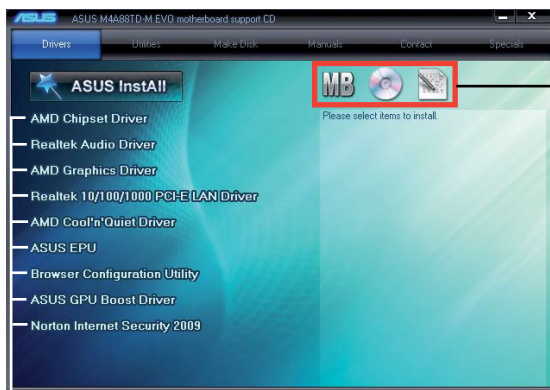 ASUS ASUS M4A88TD-M EVO motherboard support CD
Drivers Utilities Make Disk Manuals Contact Specials
ASUS InstAll
MB
Please select items to install.
AMD Chipset Driver
Realtek Audio Driver
AMD Graphics Driver
Realtek 10/100/1000 PCI-E LAN Driver
AMD Cool'n'Quiet Driver
ASUS EPU
Browser Configuration Utility
ASUS GPU Boost Driver
Norton Internet Security 2009